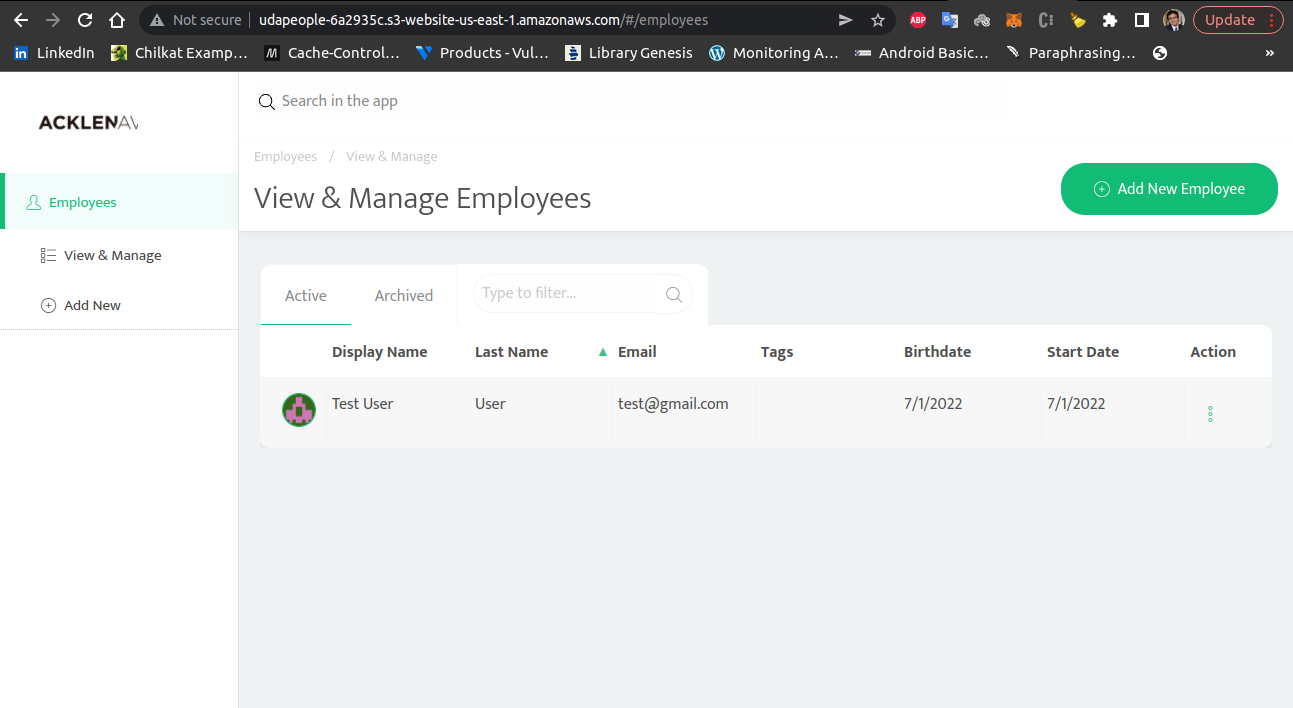 Not secure udapeople-6a2935c.s3-website-us-east-1.amazonaws.com/#/employees ABP Update
LinkedIn Chilkat Examp… Cache-Control… Products - Vul… Library Genesis Monitoring A… Android Basic… Paraphrasing… »
ACKLENAV
Search in the app
Employees / View & Manage
View & Manage Employees
Add New Employee
Employees
View & Manage
Add New
Active Archived Type to filter...
Display Name Last Name ▲ Email Tags Birthdate Start Date Action
Test User User test@gmail.com 7/1/2022 7/1/2022